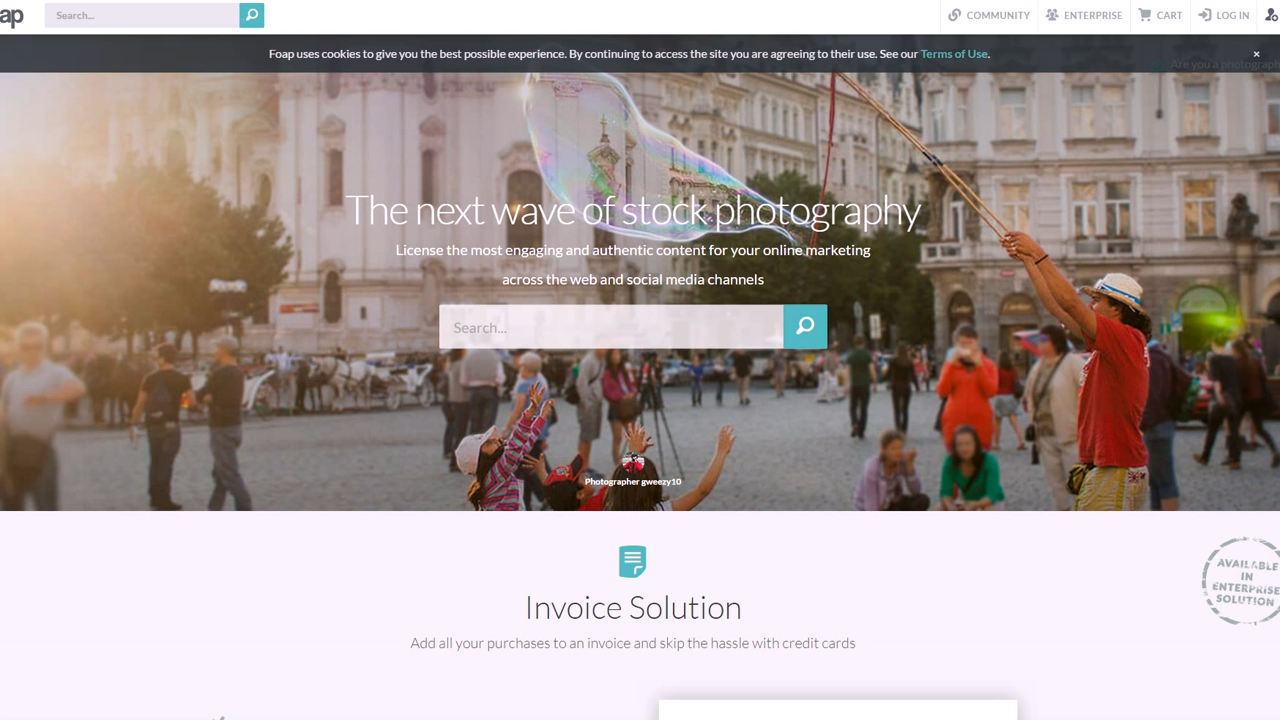 ap
Search...
COMMUNITY
ENTERPRISE
CART
LOG IN
Foap uses cookies to give you the best possible experience. By continuing to access the site you are agreeing to their use. See our Terms of Use.
×
Are you a photograph
The next wave of stock photography
License the most engaging and authentic content for your online marketing
across the web and social media channels
Search...
Photographer gweezy10
AVAILABLE
IN
ENTERPRISE
SOLUTION
Invoice Solution
Add all your purchases to an invoice and skip the hassle with credit cards